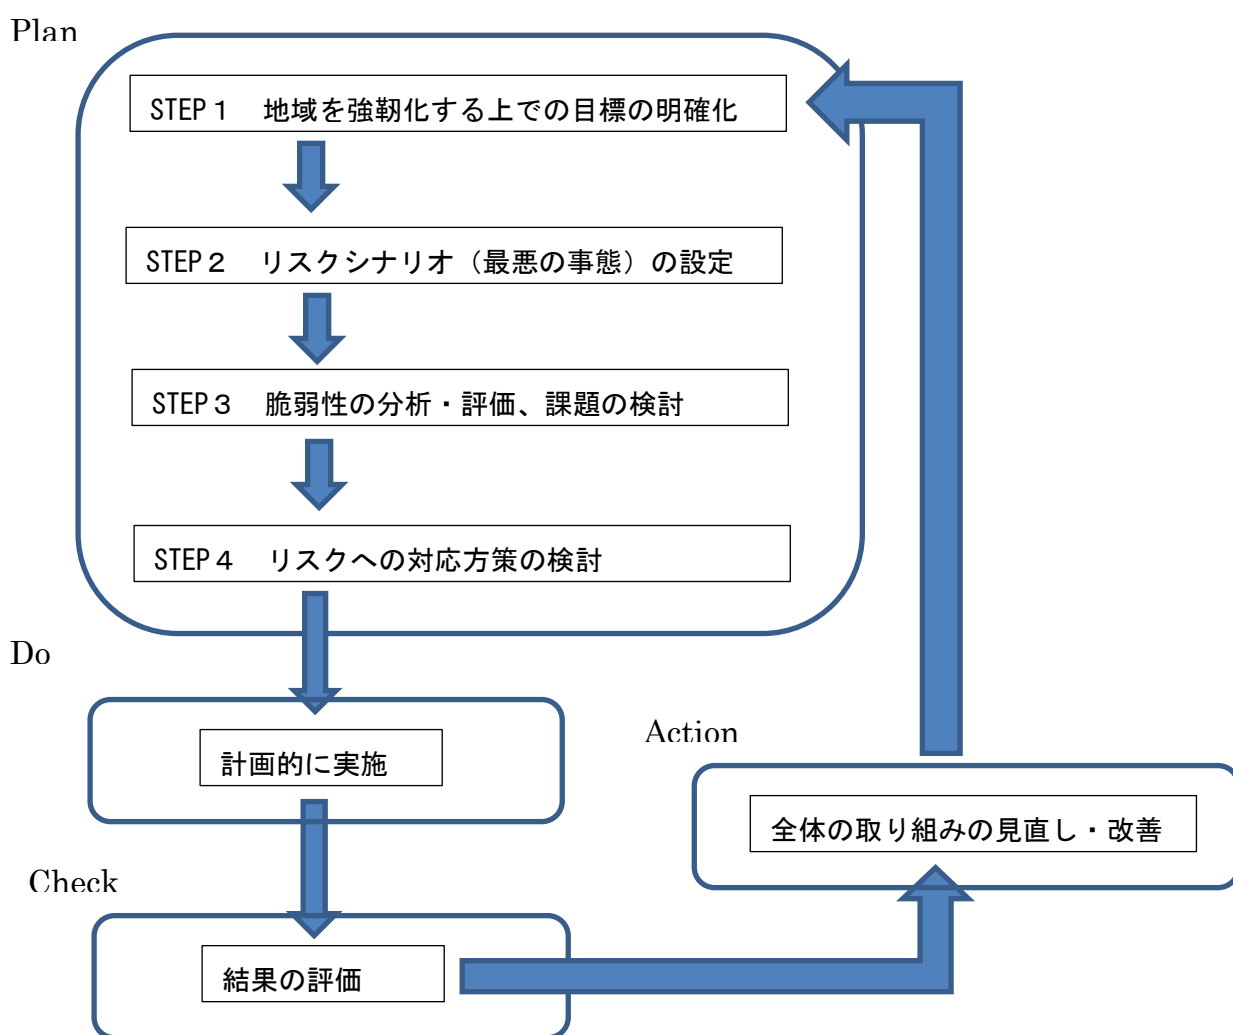 Plan
STEP１　地域を強靭化する上での目標の明確化
STEP２　リスクシナリオ（最悪の事態）の設定
STEP３　脆弱性の分析・評価、課題の検討
STEP４　リスクへの対応方策の検討
Do
計画的に実施
Action
全体の取り組みの見直し・改善
Check
結果の評価